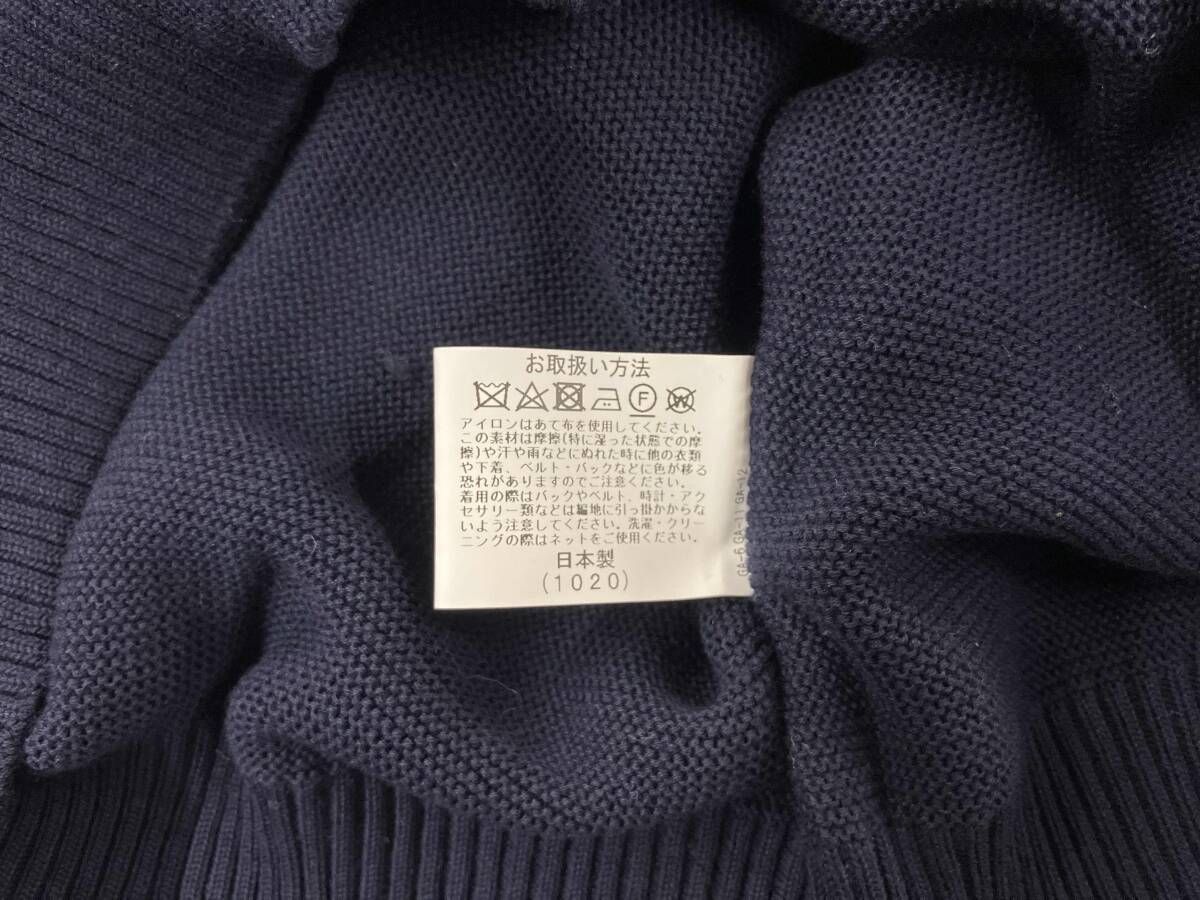 お取扱い方法
F W
アイロンはあて布を使用してください。
この素材は摩擦(特に湿った状態での摩
擦)や汗や雨などにぬれた時に他の衣類
や下着、ベルト・バックなどに色が移る
恐れがありますのでご注意ください。
着用の際はバックやベルト、時計・アク
セサリー類などは編地に引っ掛かからな
いよう注意してください。洗濯・クリー
ニングの際はネットをご使用ください。
日本製
(1020)
GA-6 GA-11 GA-12